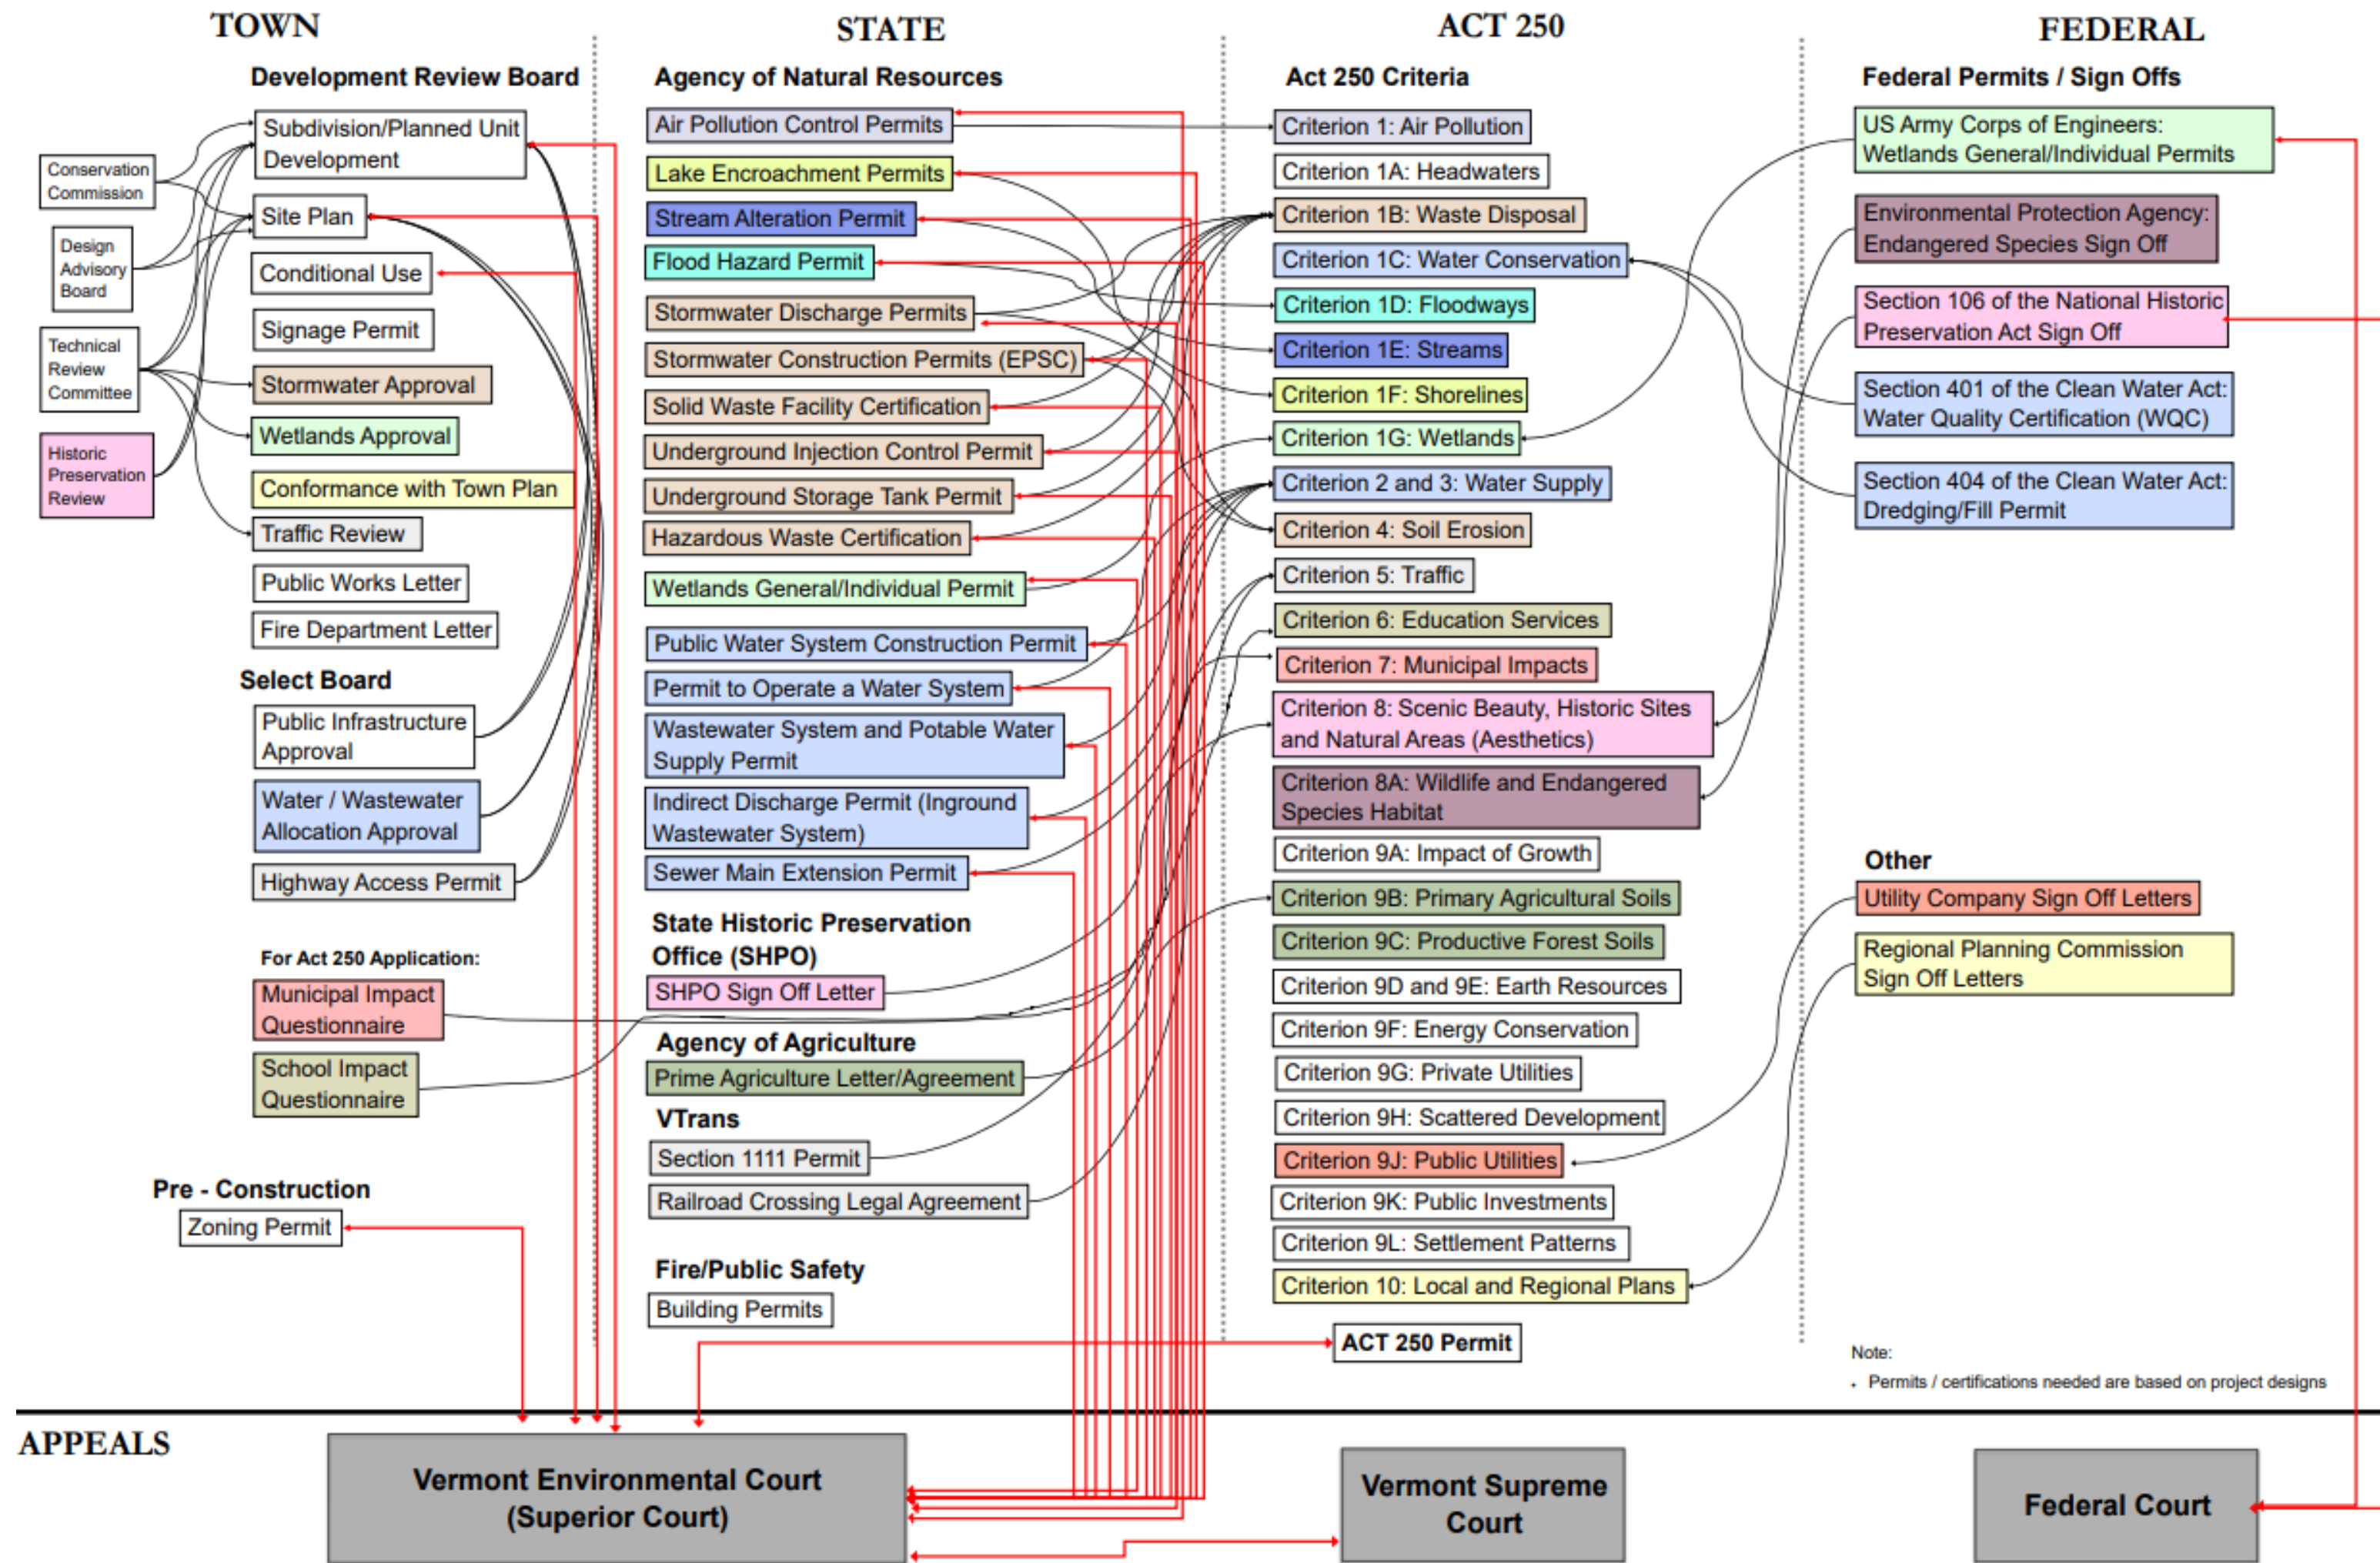 TOWN
Development Review Board
Conservation
Commission
Design
Advisory
Board
Technical
Review
Committee
Historic
Preservation
Review
Subdivision/Planned Unit
Development
Site Plan
Conditional Use
Signage Permit
Stormwater Approval
Wetlands Approval
Conformance with Town Plan
Traffic Review
Public Works Letter
Fire Department Letter
Select Board
Public Infrastructure
Approval
Water / Wastewater
Allocation Approval
Highway Access Permit
For Act 250 Application:
Municipal Impact
Questionnaire
School Impact
Questionnaire
Pre - Construction
Zoning Permit
STATE
Agency of Natural Resources
Air Pollution Control Permits
Lake Encroachment Permits
Stream Alteration Permit
Flood Hazard Permit
Stormwater Discharge Permits
Stormwater Construction Permits (EPSC)
Solid Waste Facility Certification
Underground Injection Control Permit
Underground Storage Tank Permit
Hazardous Waste Certification
Wetlands General/Individual Permit
Public Water System Construction Permit
Permit to Operate a Water System
Wastewater System and Potable Water
Supply Permit
Indirect Discharge Permit (Inground
Wastewater System)
Sewer Main Extension Permit
State Historic Preservation
Office (SHPO)
SHPO Sign Off Letter
Agency of Agriculture
Prime Agriculture Letter/Agreement
VTrans
Section 1111 Permit
Railroad Crossing Legal Agreement
Fire/Public Safety
Building Permits
ACT 250
Act 250 Criteria
Criterion 1: Air Pollution
Criterion 1A: Headwaters
Criterion 1B: Waste Disposal
Criterion 1C: Water Conservation
Criterion 1D: Floodways
Criterion 1E: Streams
Criterion 1F: Shorelines
Criterion 1G: Wetlands
Criterion 2 and 3: Water Supply
Criterion 4: Soil Erosion
Criterion 5: Traffic
Criterion 6: Education Services
Criterion 7: Municipal Impacts
Criterion 8: Scenic Beauty, Historic Sites
and Natural Areas (Aesthetics)
Criterion 8A: Wildlife and Endangered
Species Habitat
Criterion 9A: Impact of Growth
Criterion 9B: Primary Agricultural Soils
Criterion 9C: Productive Forest Soils
Criterion 9D and 9E: Earth Resources
Criterion 9F: Energy Conservation
Criterion 9G: Private Utilities
Criterion 9H: Scattered Development
Criterion 9J: Public Utilities
Criterion 9K: Public Investments
Criterion 9L: Settlement Patterns
Criterion 10: Local and Regional Plans
ACT 250 Permit
FEDERAL
Federal Permits / Sign Offs
US Army Corps of Engineers:
Wetlands General/Individual Permits
Environmental Protection Agency:
Endangered Species Sign Off
Section 106 of the National Historic
Preservation Act Sign Off
Section 401 of the Clean Water Act:
Water Quality Certification (WQC)
Section 404 of the Clean Water Act:
Dredging/Fill Permit
Other
Utility Company Sign Off Letters
Regional Planning Commission
Sign Off Letters
Note:
• Permits / certifications needed are based on project designs
APPEALS
Vermont Environmental Court
(Superior Court)
Vermont Supreme
Court
Federal Court